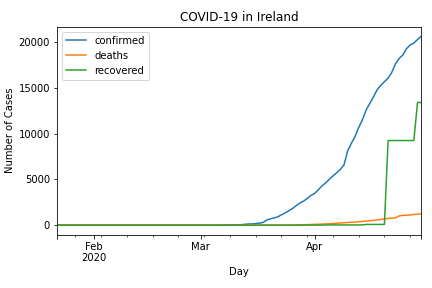 COVID-19 in Ireland
confirmed
deaths
recovered
Number of Cases
20000
15000
10000
5000
0
Feb
2020
Mar
Apr
Day